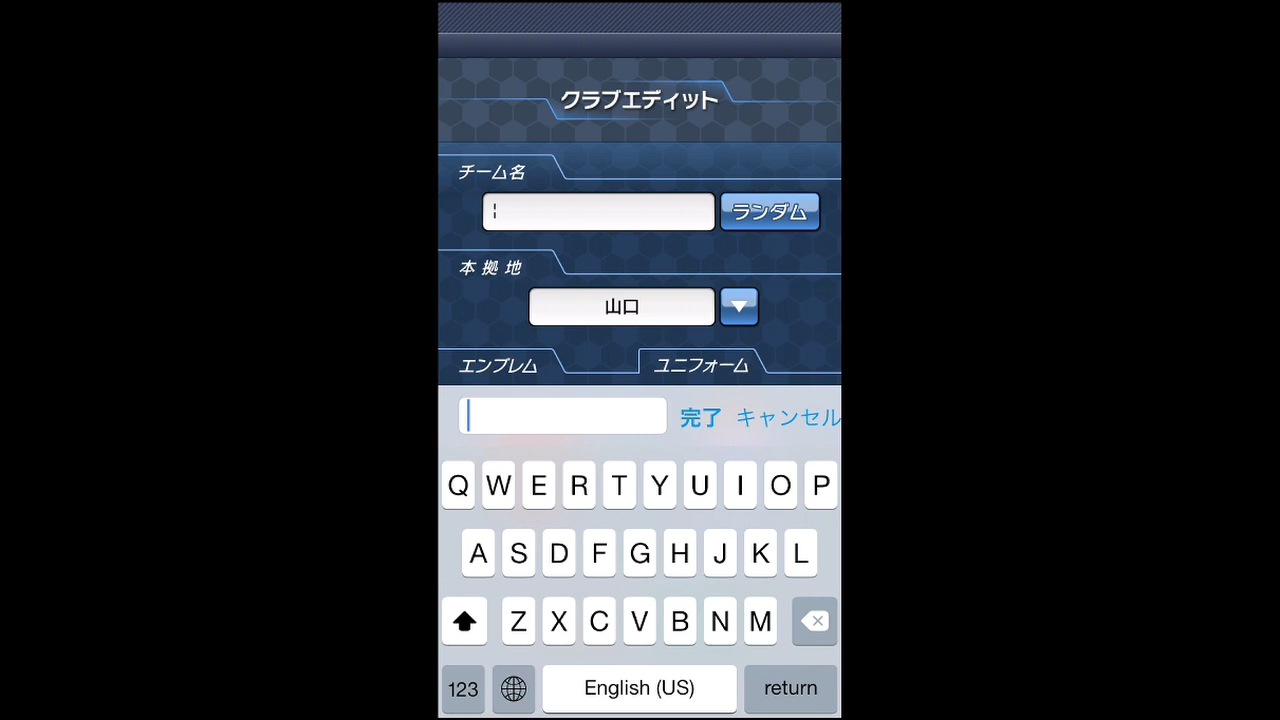 クラブエディット
チーム名
ランダム
本拠地
山口
エンブレム ユニフォーム
完了 キャンセル
Q W E R T Y U I O P
A S D F G H J K L
Z X C V B N M
123 English (US) return